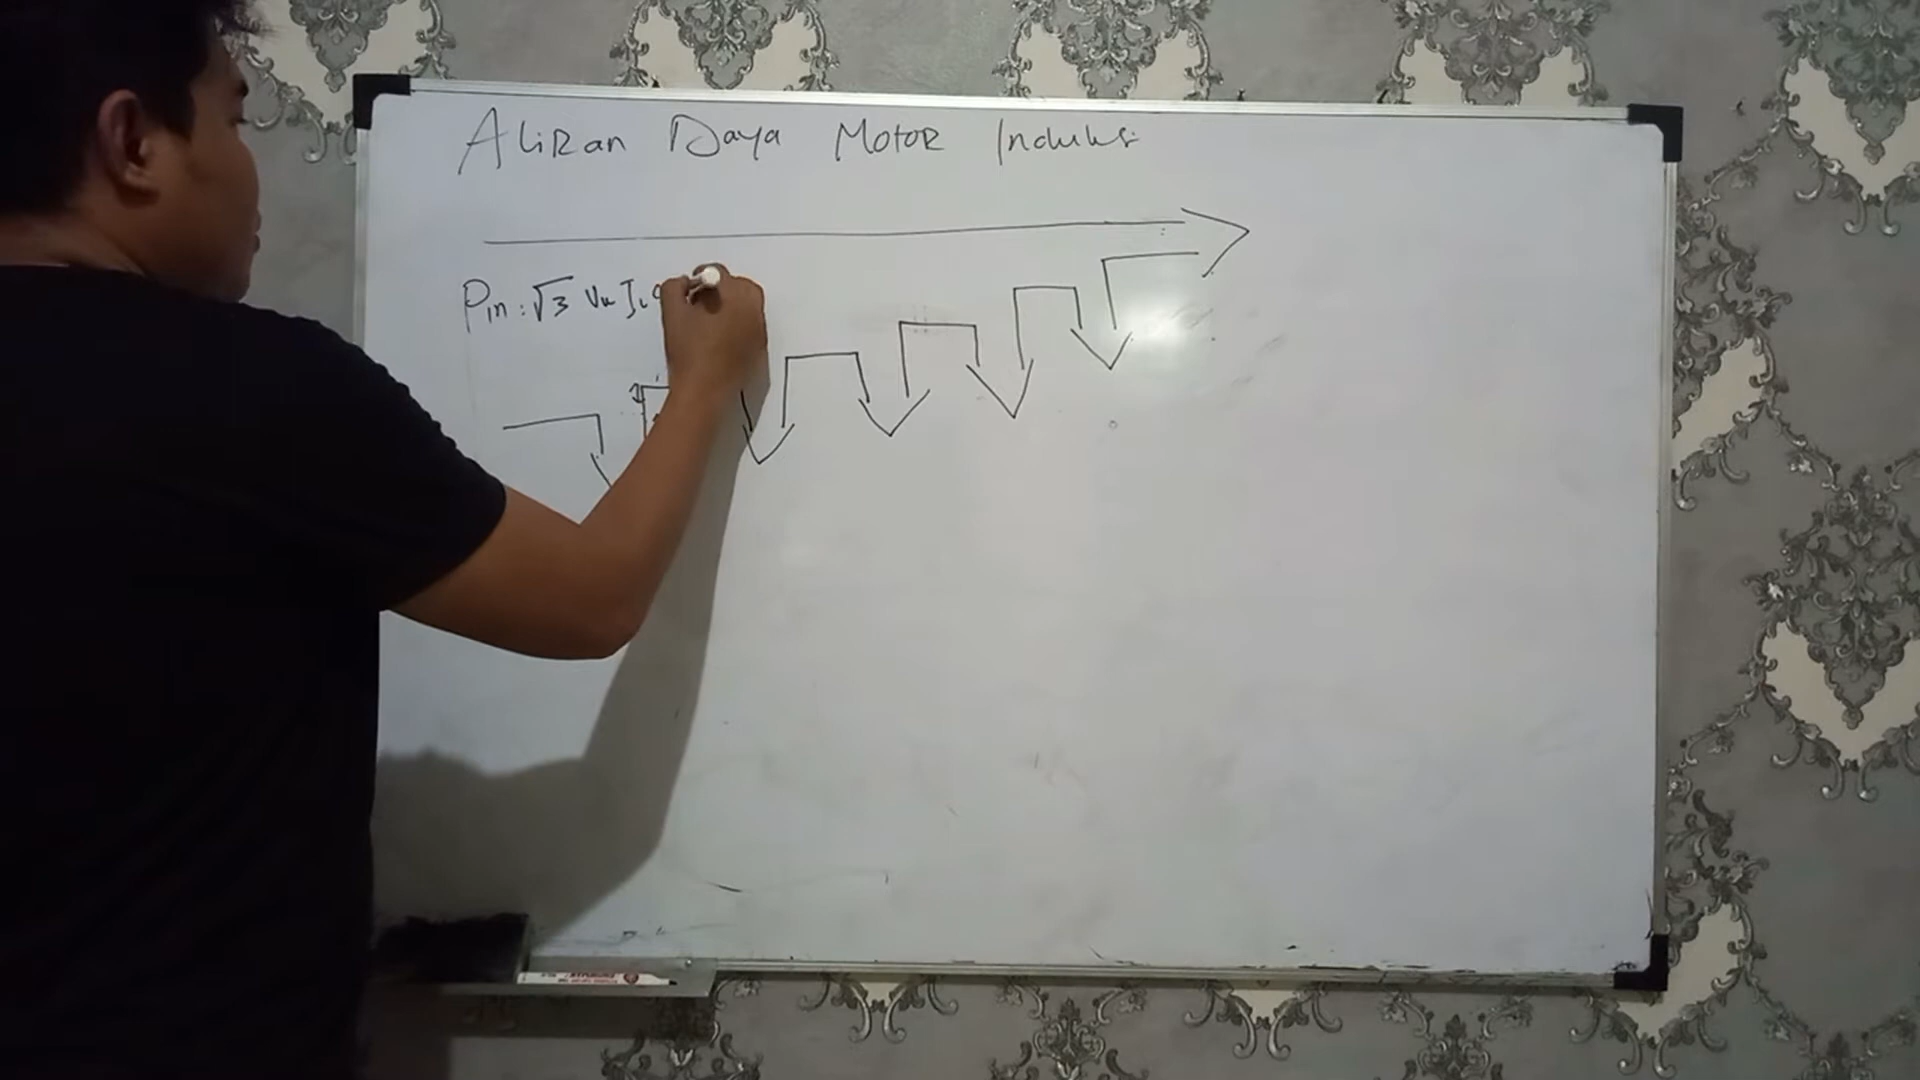 Aliran Daya Motor Induksi
Pin : √3 VL IL c